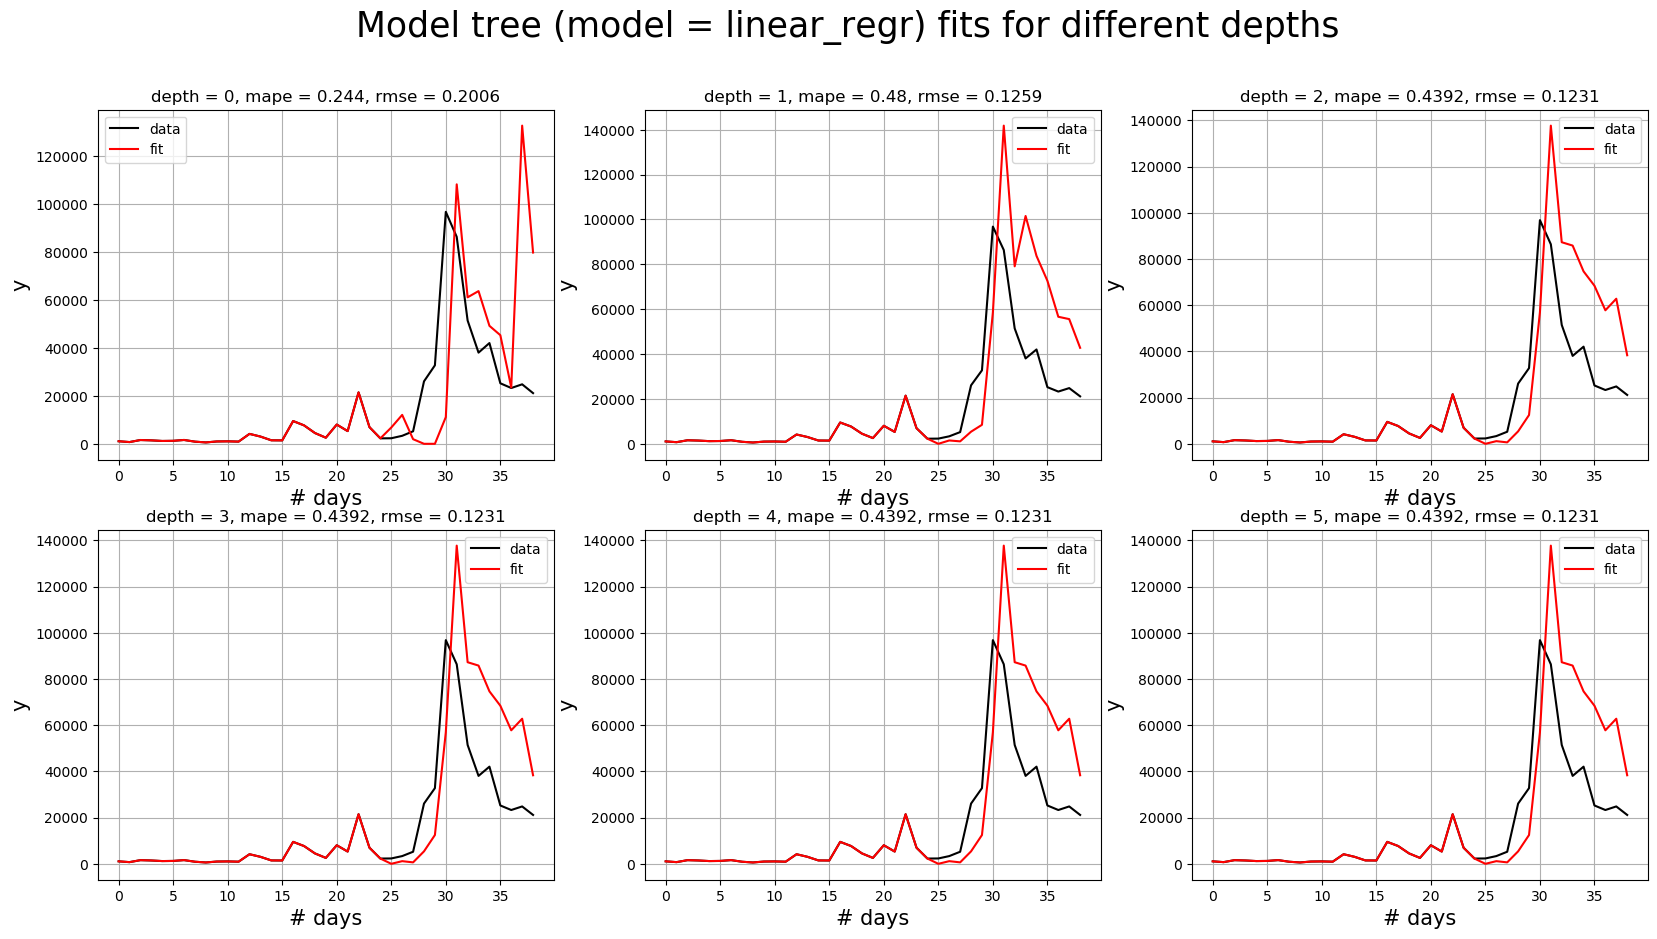 Model tree (model = linear_regr) fits for different depths
depth = 0, mape = 0.244, rmse = 0.2006
data
fit
120000
100000
80000
60000
40000
20000
0
y
0 5 10 15 20 25 30 35
# days
depth = 1, mape = 0.48, rmse = 0.1259
data
fit
140000
120000
100000
80000
60000
40000
20000
0
y
0 5 10 15 20 25 30 35
# days
depth = 2, mape = 0.4392, rmse = 0.1231
data
fit
140000
120000
100000
80000
60000
40000
20000
0
y
0 5 10 15 20 25 30 35
# days
depth = 3, mape = 0.4392, rmse = 0.1231
data
fit
140000
120000
100000
80000
60000
40000
20000
0
y
0 5 10 15 20 25 30 35
# days
depth = 4, mape = 0.4392, rmse = 0.1231
data
fit
140000
120000
100000
80000
60000
40000
20000
0
y
0 5 10 15 20 25 30 35
# days
depth = 5, mape = 0.4392, rmse = 0.1231
data
fit
140000
120000
100000
80000
60000
40000
20000
0
y
0 5 10 15 20 25 30 35
# days